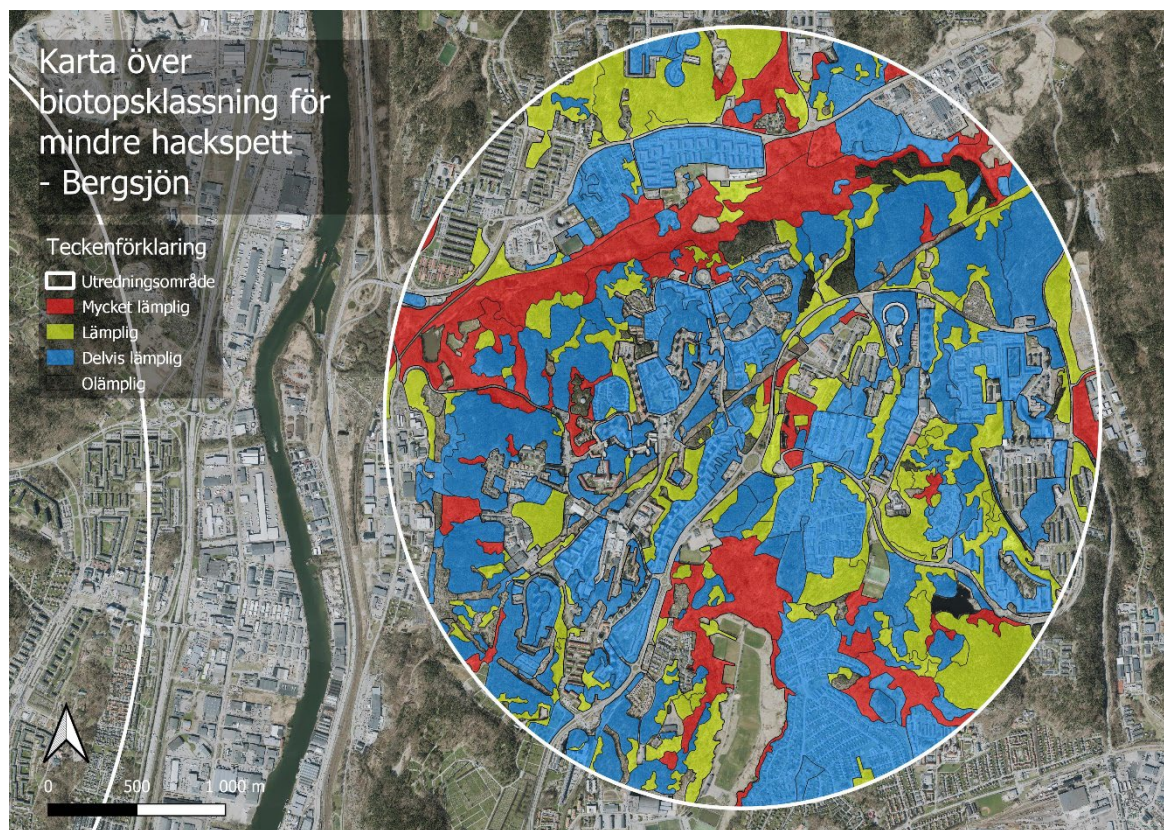 Karta över
biotopsklassning för
mindre hackspett
- Bergsjön
Teckenförklaring
Utredningsområde
Mycket lämplig
Lämplig
Delvis lämplig
Olämplig
0 500 1 000 m